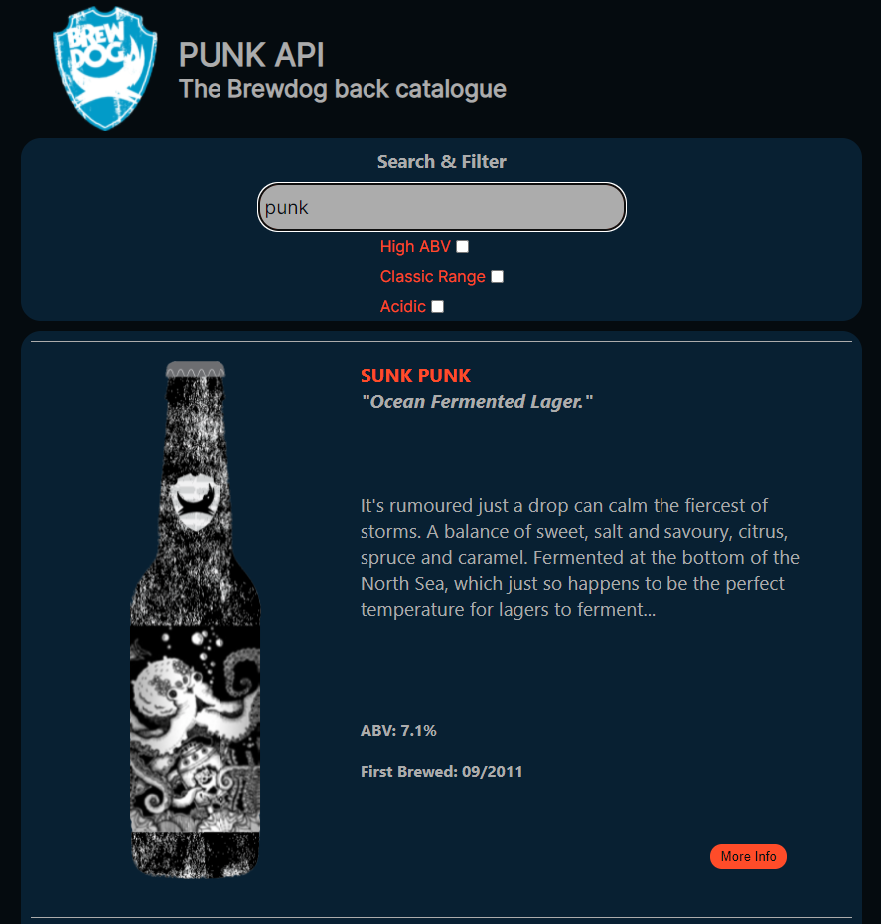 BREW
DOG
PUNK API
The Brewdog back catalogue
Search & Filter
punk
High ABV
Classic Range
Acidic
SUNK PUNK
"Ocean Fermented Lager."
It's rumoured just a drop can calm the fiercest of
storms. A balance of sweet, salt and savoury, citrus,
spruce and caramel. Fermented at the bottom of the
North Sea, which just so happens to be the perfect
temperature for lagers to ferment...
ABV: 7.1%
First Brewed: 09/2011
More Info